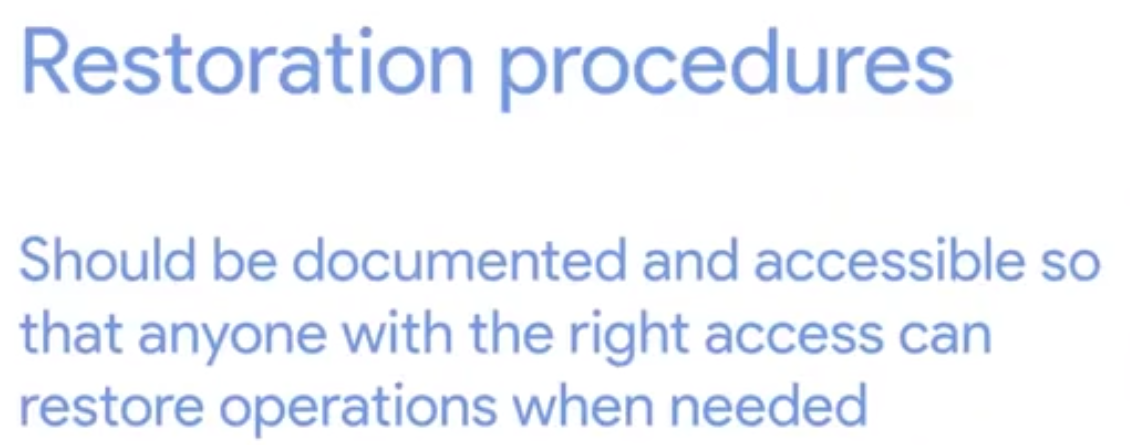 Restoration procedures
Should be documented and accessible so
that anyone with the right access can
restore operations when needed